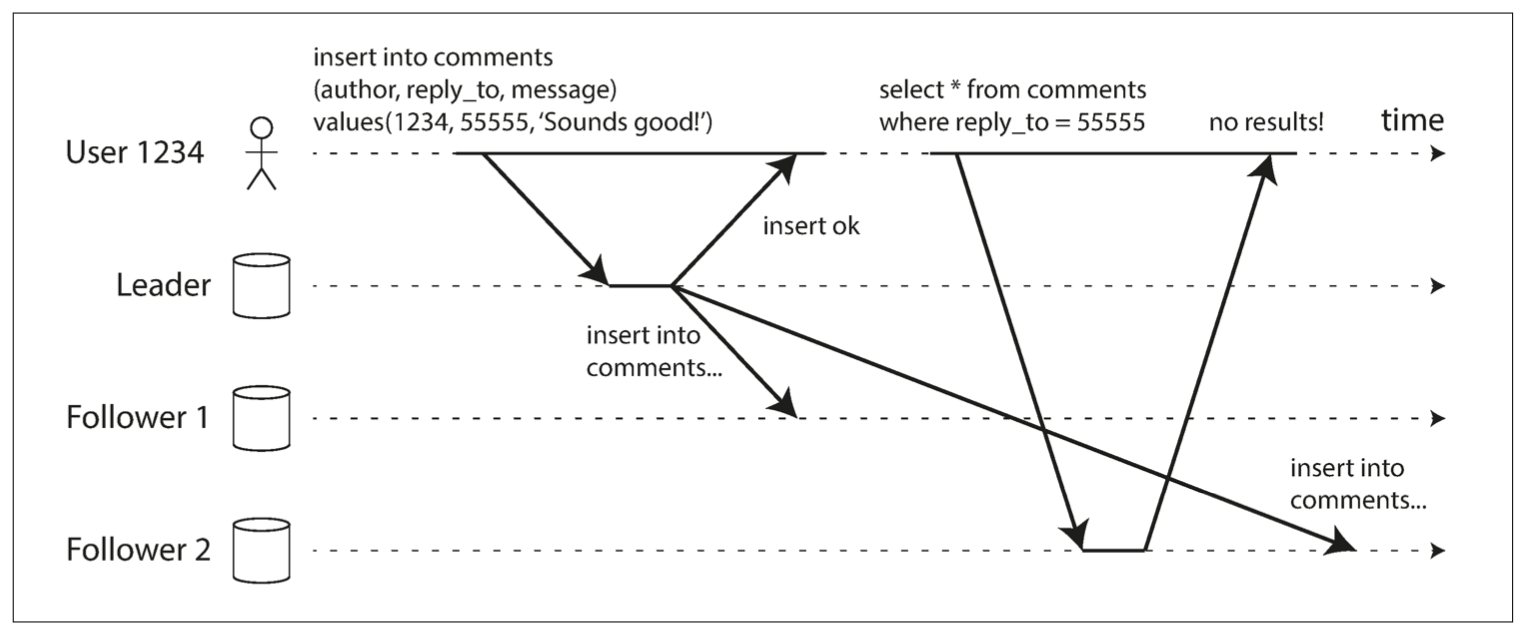 insert into comments
(author, reply_to, message)
values(1234, 55555, ‘Sounds good!’)
select * from comments
where reply_to = 55555
no results!
time
User 1234
insert ok
Leader
insert into
comments...
Follower 1
insert into
comments...
Follower 2